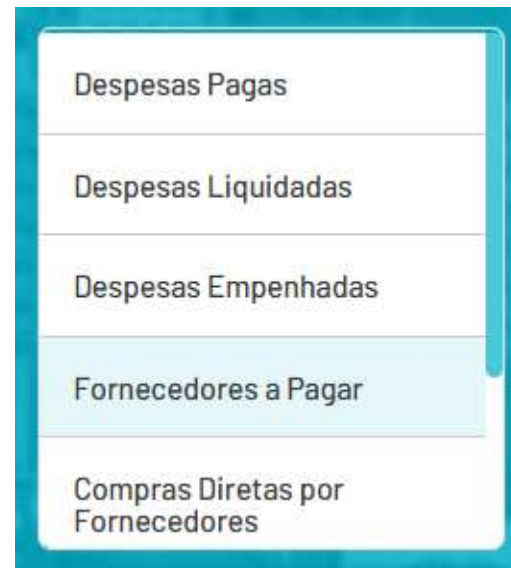 Despesas Pagas
Despesas Liquidadas
Despesas Empenhadas
Fornecedores a Pagar
Compras Diretas por
Fornecedores